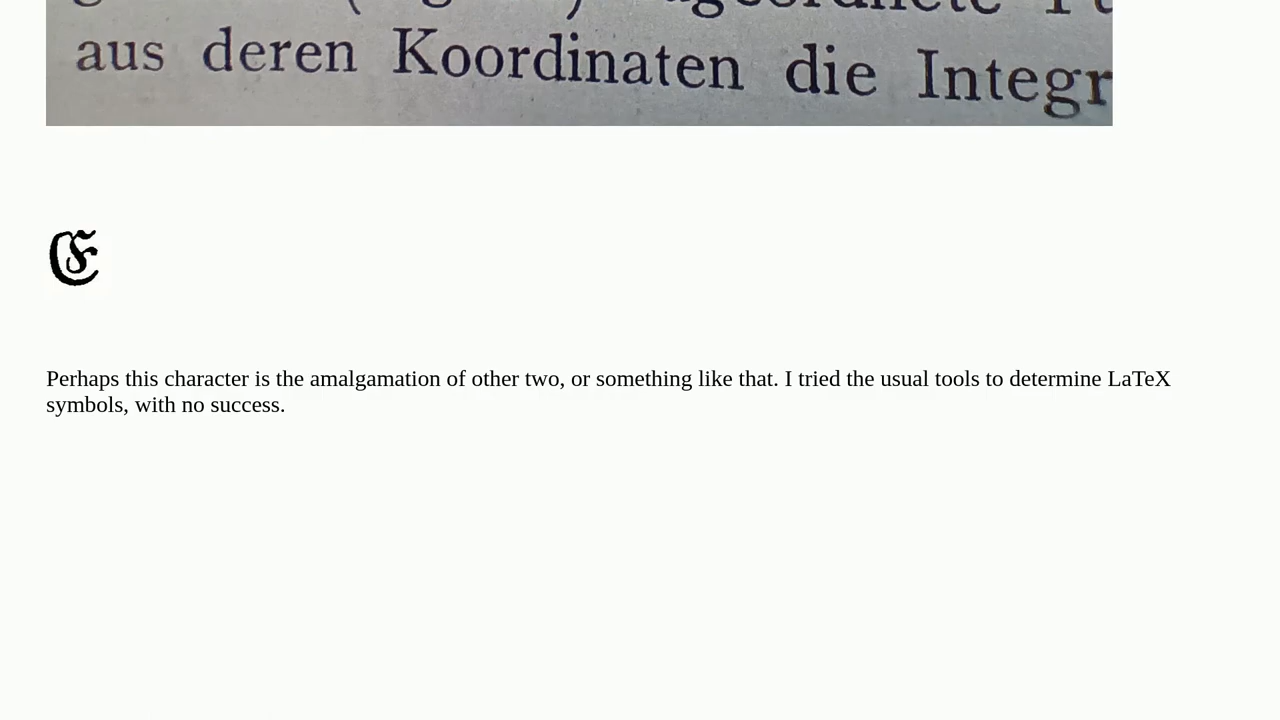 aus deren Koordinaten die Integr
𝔈
Perhaps this character is the amalgamation of other two, or something like that. I tried the usual tools to determine LaTeX
symbols, with no success.